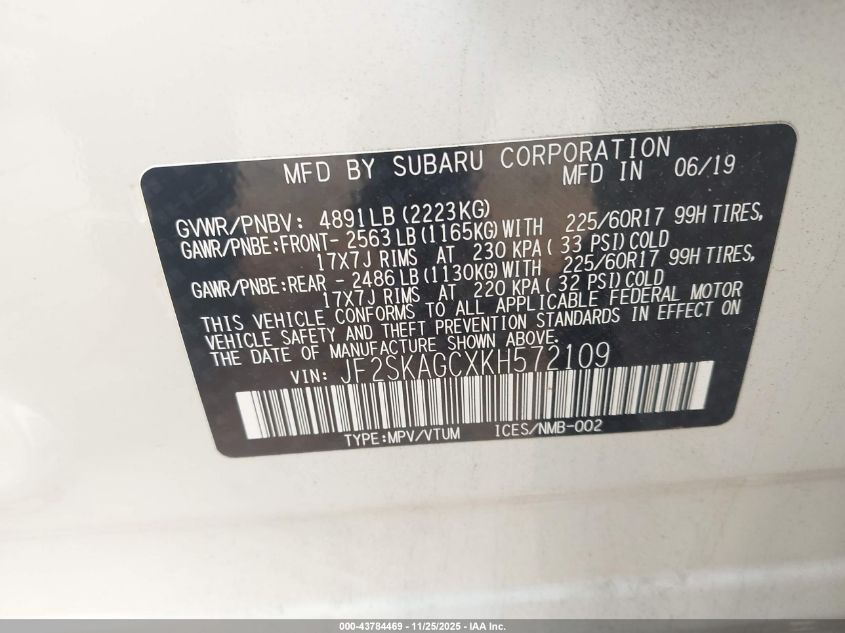 MFD BY SUBARU CORPORATION
MFD IN 06/19
GVWR/PNBV: 4891LB (2223KG)
GAWR/PNBE:FRONT- 2563 LB (1165KG) WITH 225/60R17 99H TIRES,
17X7J RIMS AT 230 KPA ( 33 PSI) COLD
GAWR/PNBE:REAR - 2486 LB (1130KG) WITH 225/60R17 99H TIRES,
17X7J RIMS AT 220 KPA ( 32 PSI) COLD
THIS VEHICLE CONFORMS TO ALL APPLICABLE FEDERAL MOTOR
VEHICLE SAFETY AND THEFT PREVENTION STANDARDS IN EFFECT ON
THE DATE OF MANUFACTURE SHOWN ABOVE.
VIN: JF2SKAGCXKH572109
TYPE:MPV/VTUM ICES/NMB-002
000-43784469 - 11/25/2025 - IAA Inc.